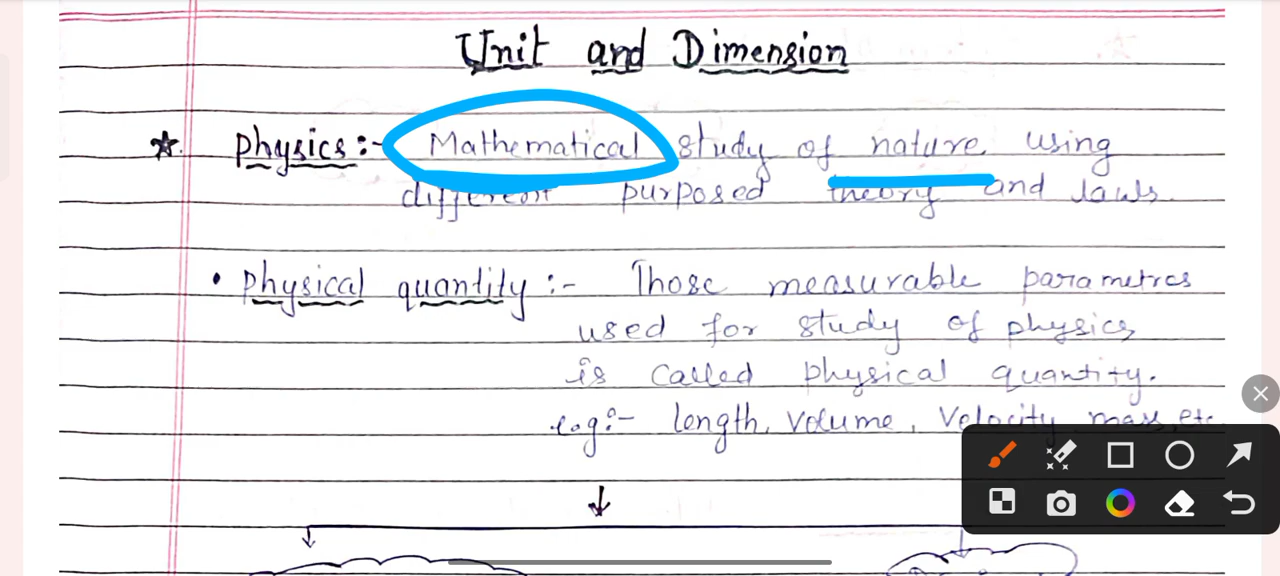 Unit and Dimension
☆ Physics:- Mathematical study of nature using
different purposed theory and laws.
• Physical quantity :- Those measurable parametres
used for study of physics
is called physical quantity.
e.g:- length, volume, Velocity, mass, etc